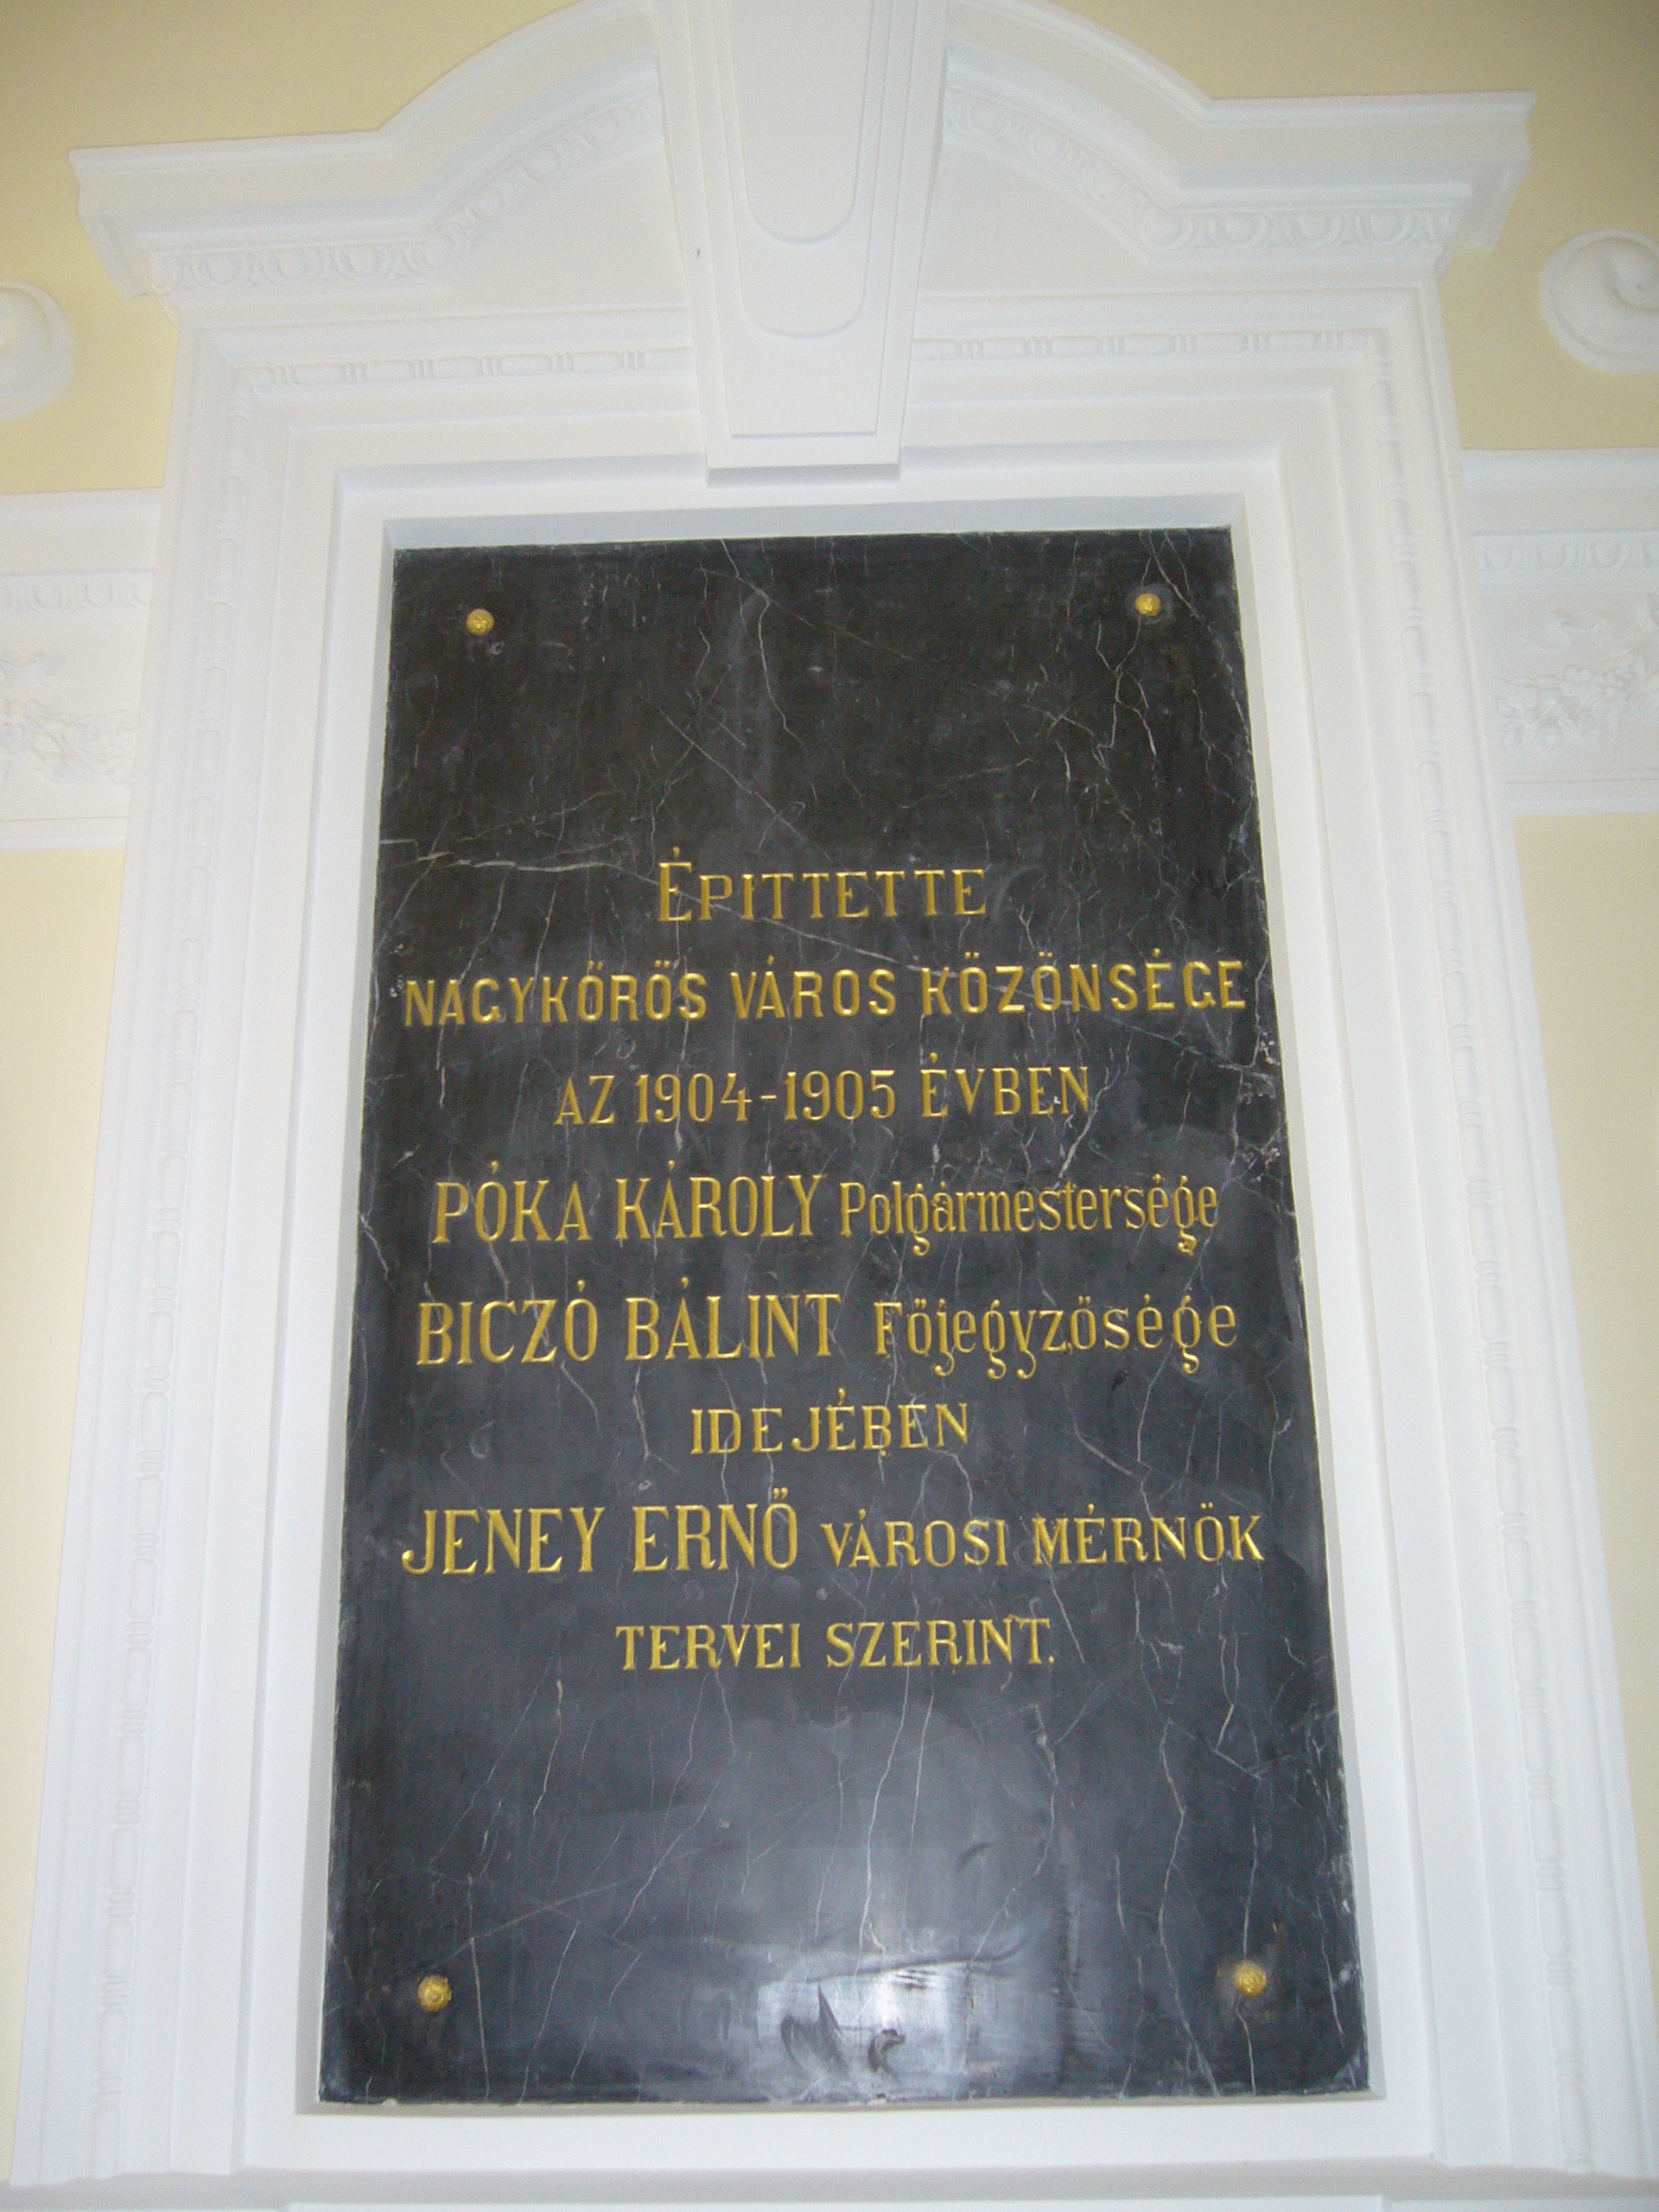 ÉPITTETTE
NAGYKŐRÖS VÁROS KÖZÖNSÉGE
AZ 1904-1905 ÉVBEN
PÓKA KÁROLY Polgármestersége
BICZÓ BÁLINT Főjegyzősége
IDEJÉBEN
JENEY ERNŐ VÁROSI MÉRNÖK
TERVEI SZERINT.